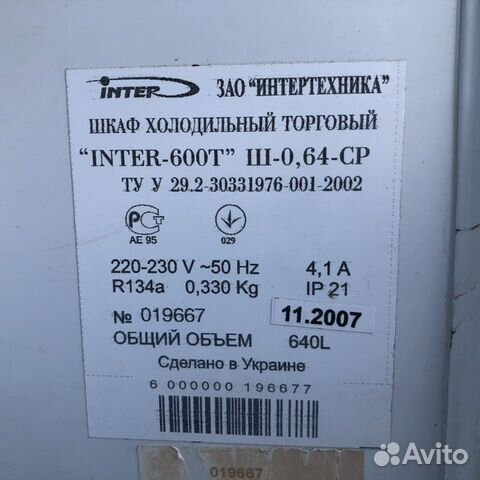 INTER ЗАО "ИНТЕРТЕХНИКА"
ШКАФ ХОЛОДИЛЬНЫЙ ТОРГОВЫЙ
"INTER-600T" Ш-0,64-СР
ТУ У 29.2-30331976-001-2002
РСТ
АЕ 95 029
220-230 V ~50 Hz 4,1 A
R134a 0,330 Kg IP 21
№ 019667 11.2007
ОБЩИЙ ОБЪЕМ 640L
Сделано в Украине
6 000000 196677
019667
Avito